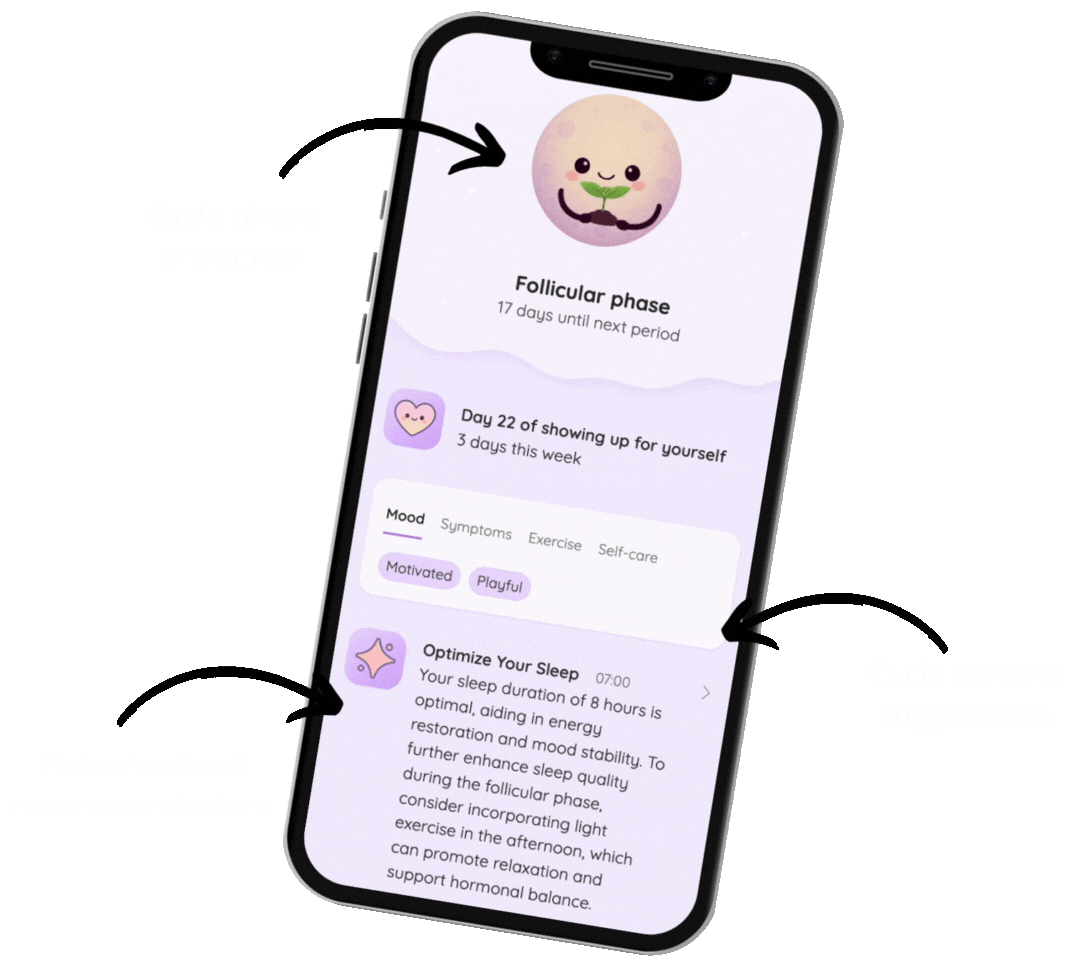 Cycle phase
prediction
Follicular phase
17 days until next period
Day 22 of showing up for yourself
3 days this week
Mood Symptoms Exercise Self-care
Motivated Playful
Optimize Your Sleep 07:00
Your sleep duration of 8 hours is
optimal, aiding in energy
restoration and mood stability. To
further enhance sleep quality
during the follicular phase,
consider incorporating light
exercise in the afternoon, which
can promote relaxation and
support hormonal balance.
Cycle syncing
suggestions